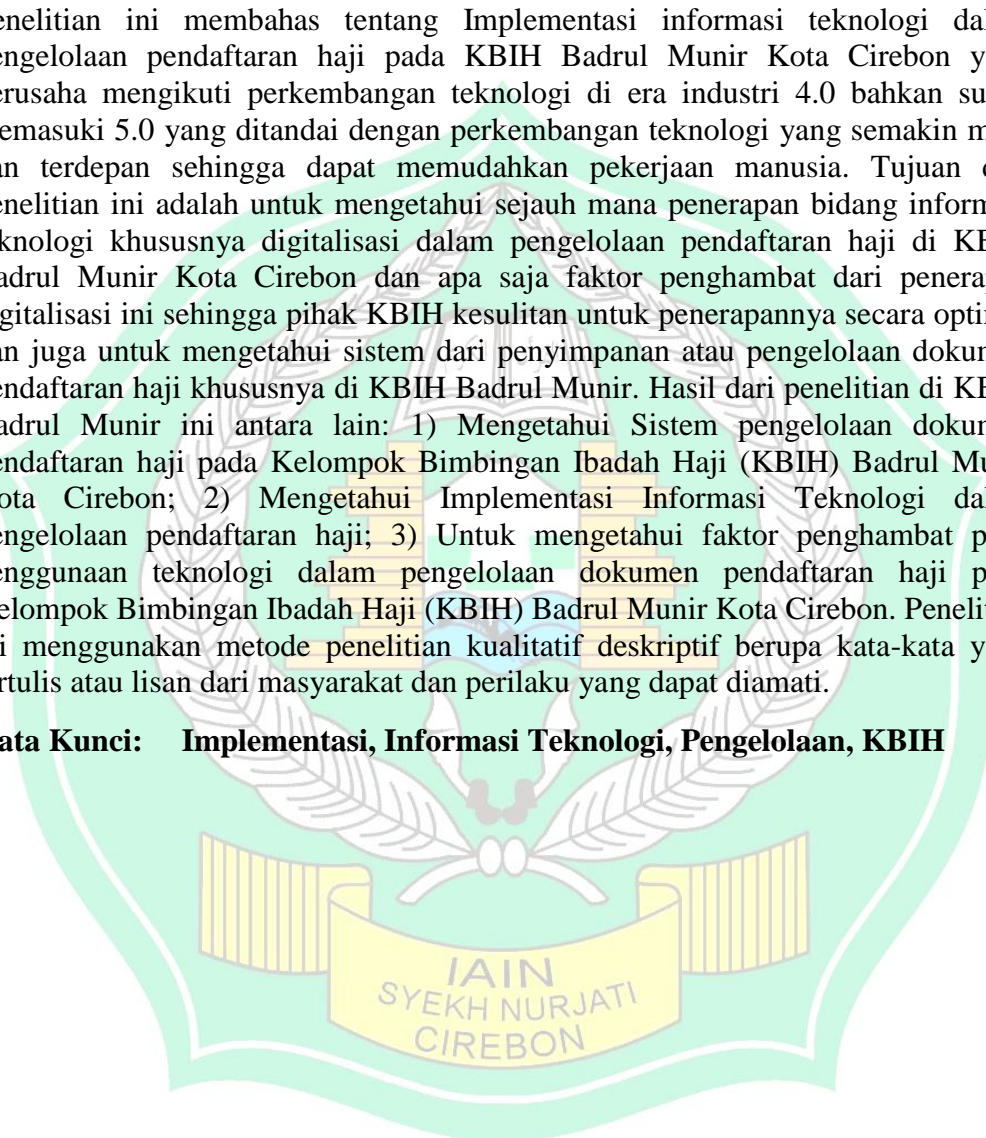 enelitian ini membahas tentang Implementasi informasi teknologi dal
engelolaan pendaftaran haji pada KBIH Badrul Munir Kota Cirebon y
erusaha mengikuti perkembangan teknologi di era industri 4.0 bahkan su
emasuki 5.0 yang ditandai dengan perkembangan teknologi yang semakin m
an terdepan sehingga dapat memudahkan pekerjaan manusia. Tujuan d
enelitian ini adalah untuk mengetahui sejauh mana penerapan bidang inform
knologi khususnya digitalisasi dalam pengelolaan pendaftaran haji di KB
adrul Munir Kota Cirebon dan apa saja faktor penghambat dari penerap
igitalisasi ini sehingga pihak KBIH kesulitan untuk penerapannya secara optim
an juga untuk mengetahui sistem dari penyimpanan atau pengelolaan dokum
endaftaran haji khususnya di KBIH Badrul Munir. Hasil dari penelitian di KB
adrul Munir ini antara lain: 1) Mengetahui Sistem pengelolaan dokum
endaftaran haji pada Kelompok Bimbingan Ibadah Haji (KBIH) Badrul Mu
ota Cirebon; 2) Mengetahui Implementasi Informasi Teknologi dal
engelolaan pendaftaran haji; 3) Untuk mengetahui faktor penghambat p
enggunaan teknologi dalam pengelolaan dokumen pendaftaran haji p
elompok Bimbingan Ibadah Haji (KBIH) Badrul Munir Kota Cirebon. Penelit
i menggunakan metode penelitian kualitatif deskriptif berupa kata-kata y
rtulis atau lisan dari masyarakat dan perilaku yang dapat diamati.
ata Kunci: Implementasi, Informasi Teknologi, Pengelolaan, KBIH
IAIN
SYEKH NURJATI
CIREBON